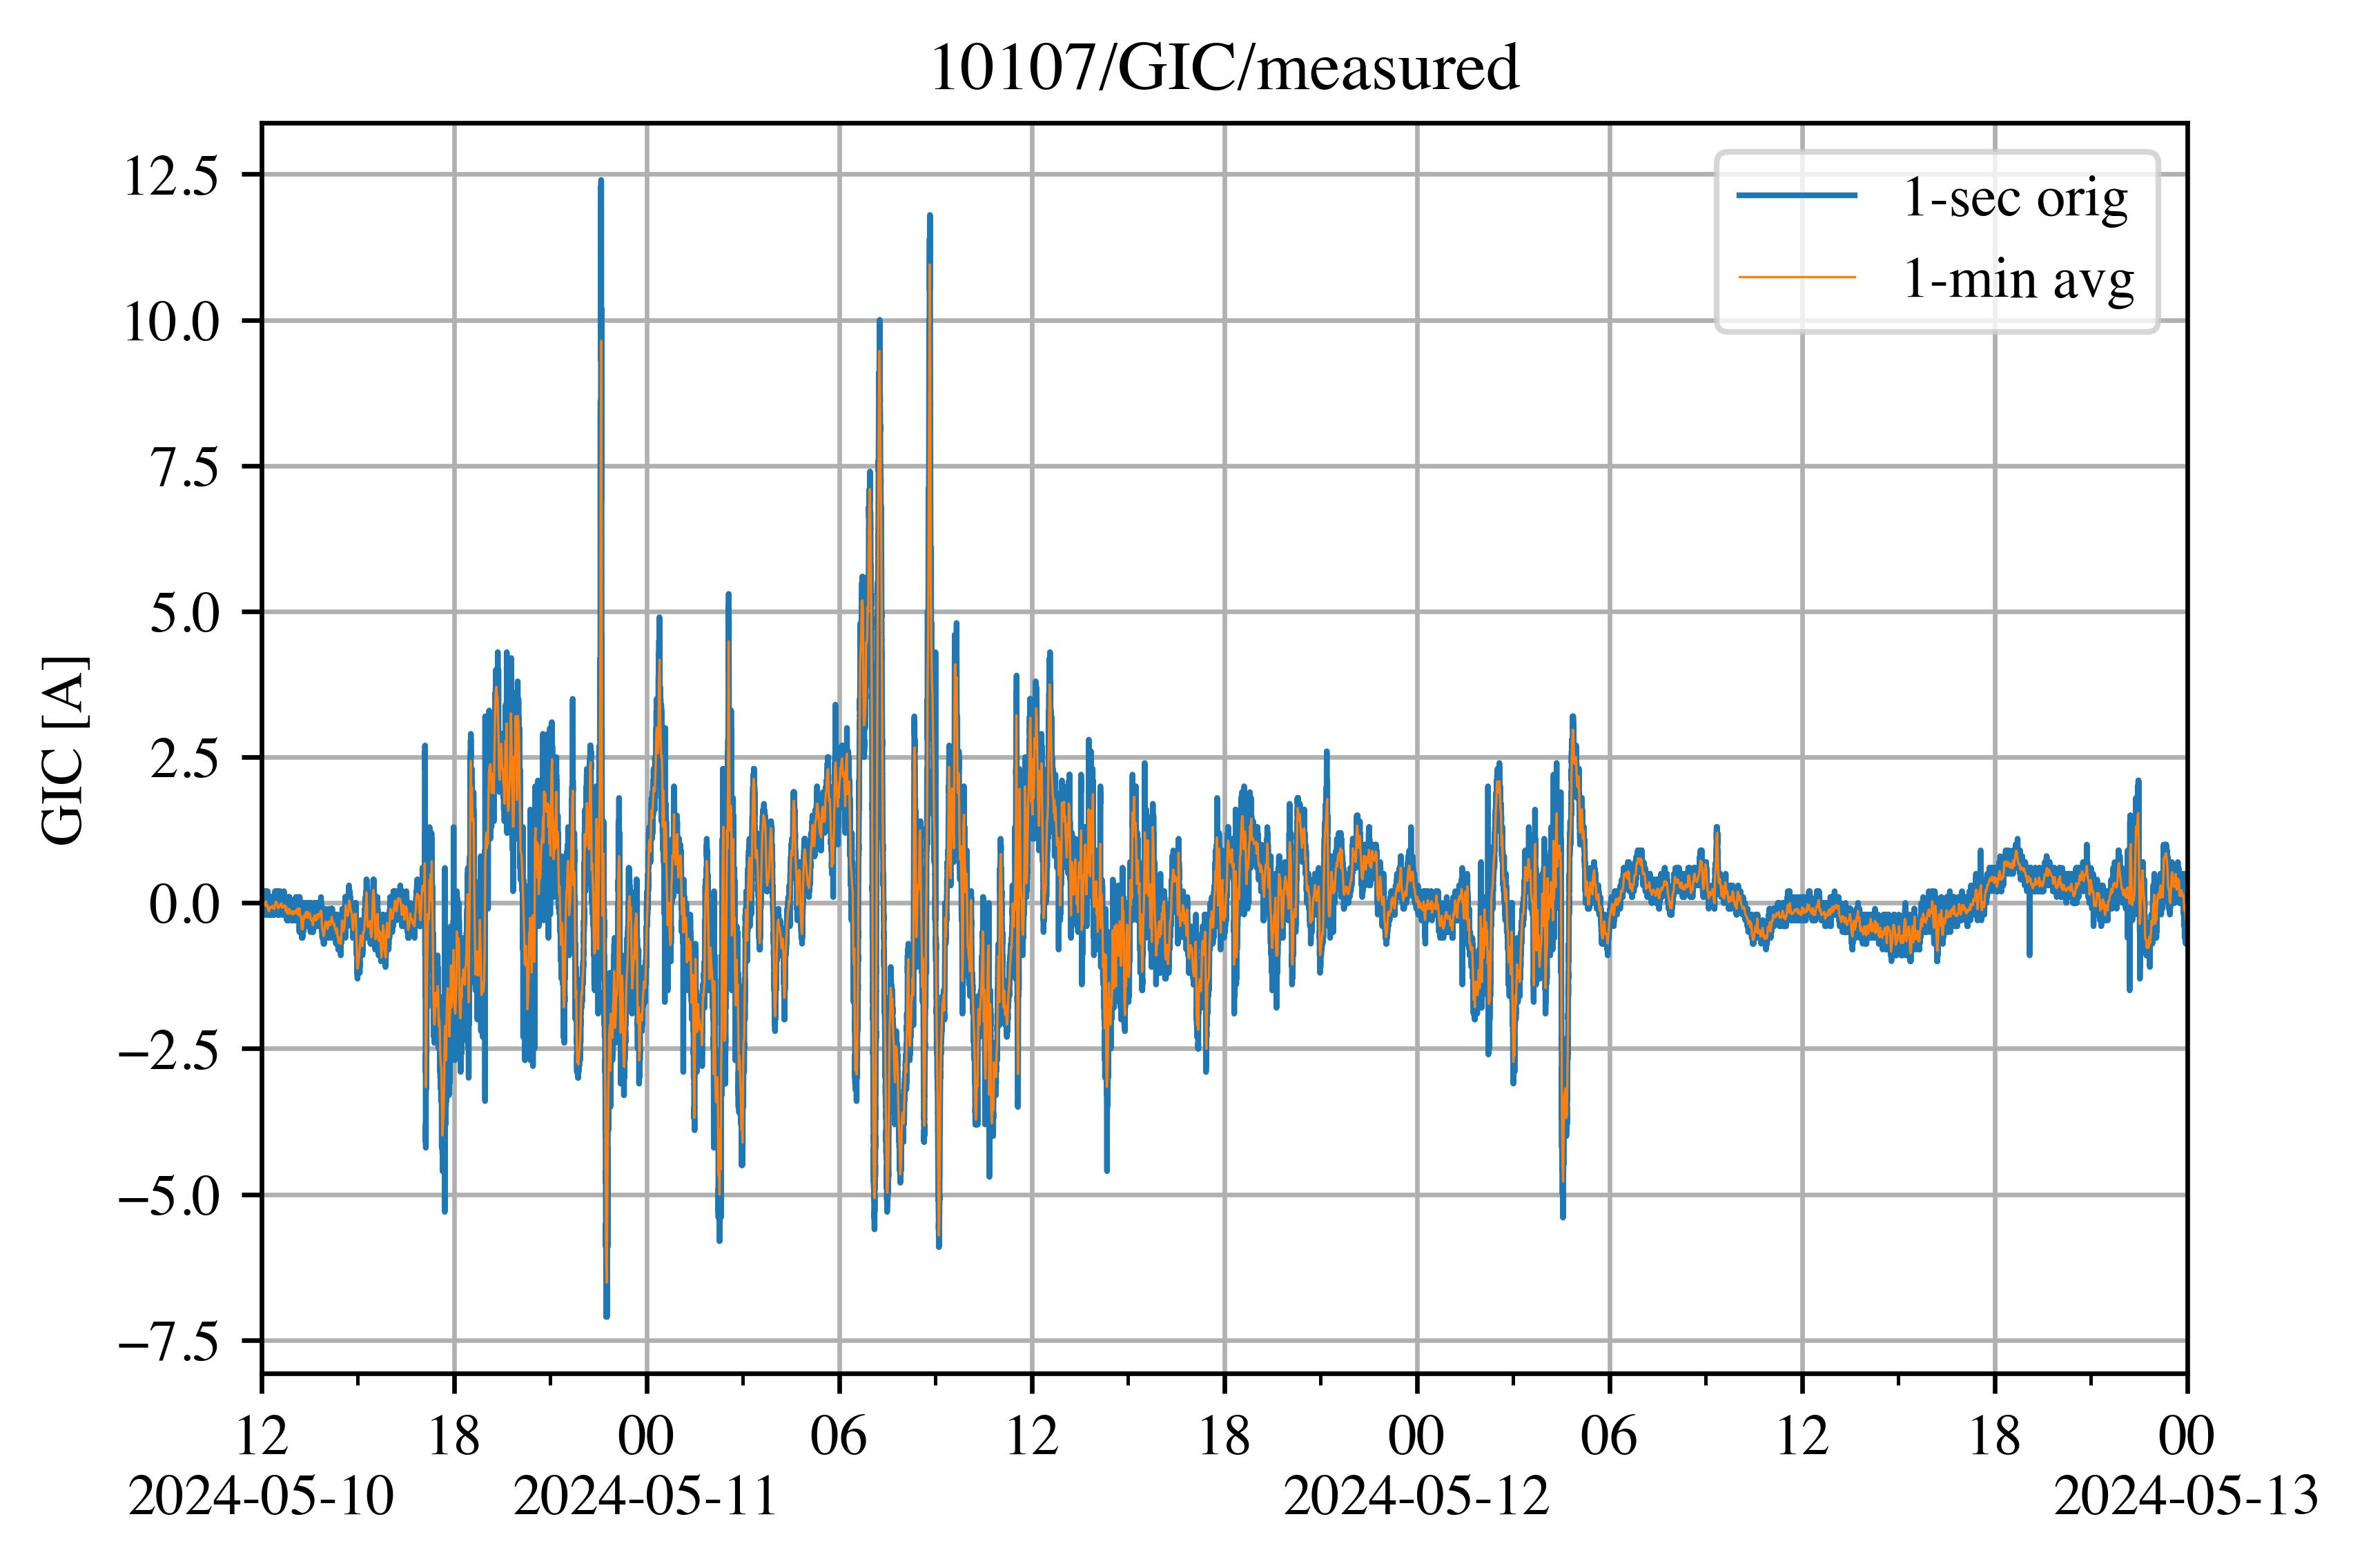 10107/GIC/measured
1-sec orig
1-min avg
GIC [A]
12.5
10.0
7.5
5.0
2.5
0.0
−2.5
−5.0
−7.5
12 18 00 06 12 18 00 06 12 18 00
2024-05-10 2024-05-11 2024-05-12 2024-05-13